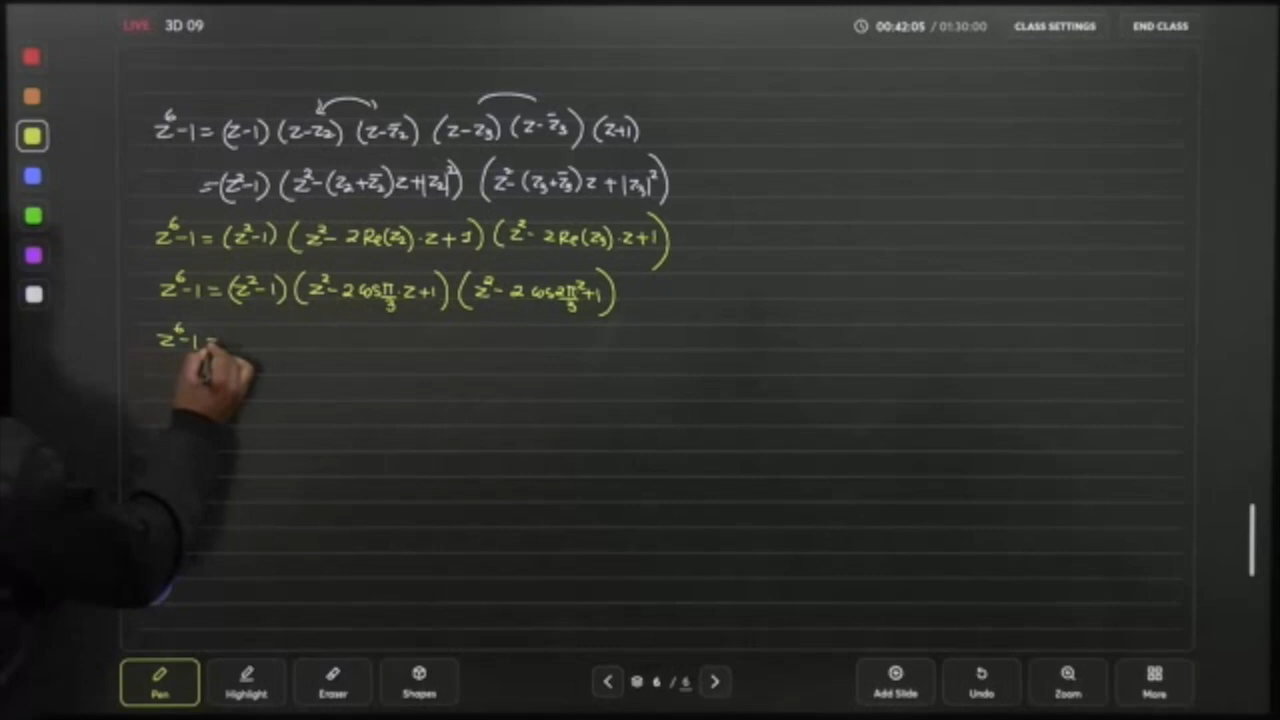 LIVE 3D 09 00:42:05 / 01:30:00 CLASS SETTINGS END CLASS
z⁶-1 = (z-1) (z-z₂) (z-z̄₂) (z-z₃) (z-z̄₃) (z+1)
= (z²-1) (z²-(z₂+z̄₂)z+|z₂|²) (z²-(z₃+z̄₃)z+|z₃|²)
z⁶-1 = (z²-1) (z²-2Re(z₂)·z+1) (z²-2Re(z₃)·z+1)
z⁶-1 = (z²-1) (z²-2cosπ/3·z+1) (z²-2cos2π/3z+1)
z⁶-1 =
Pen Highlight Eraser Shapes 6 / 6 Add Slide Undo Zoom More